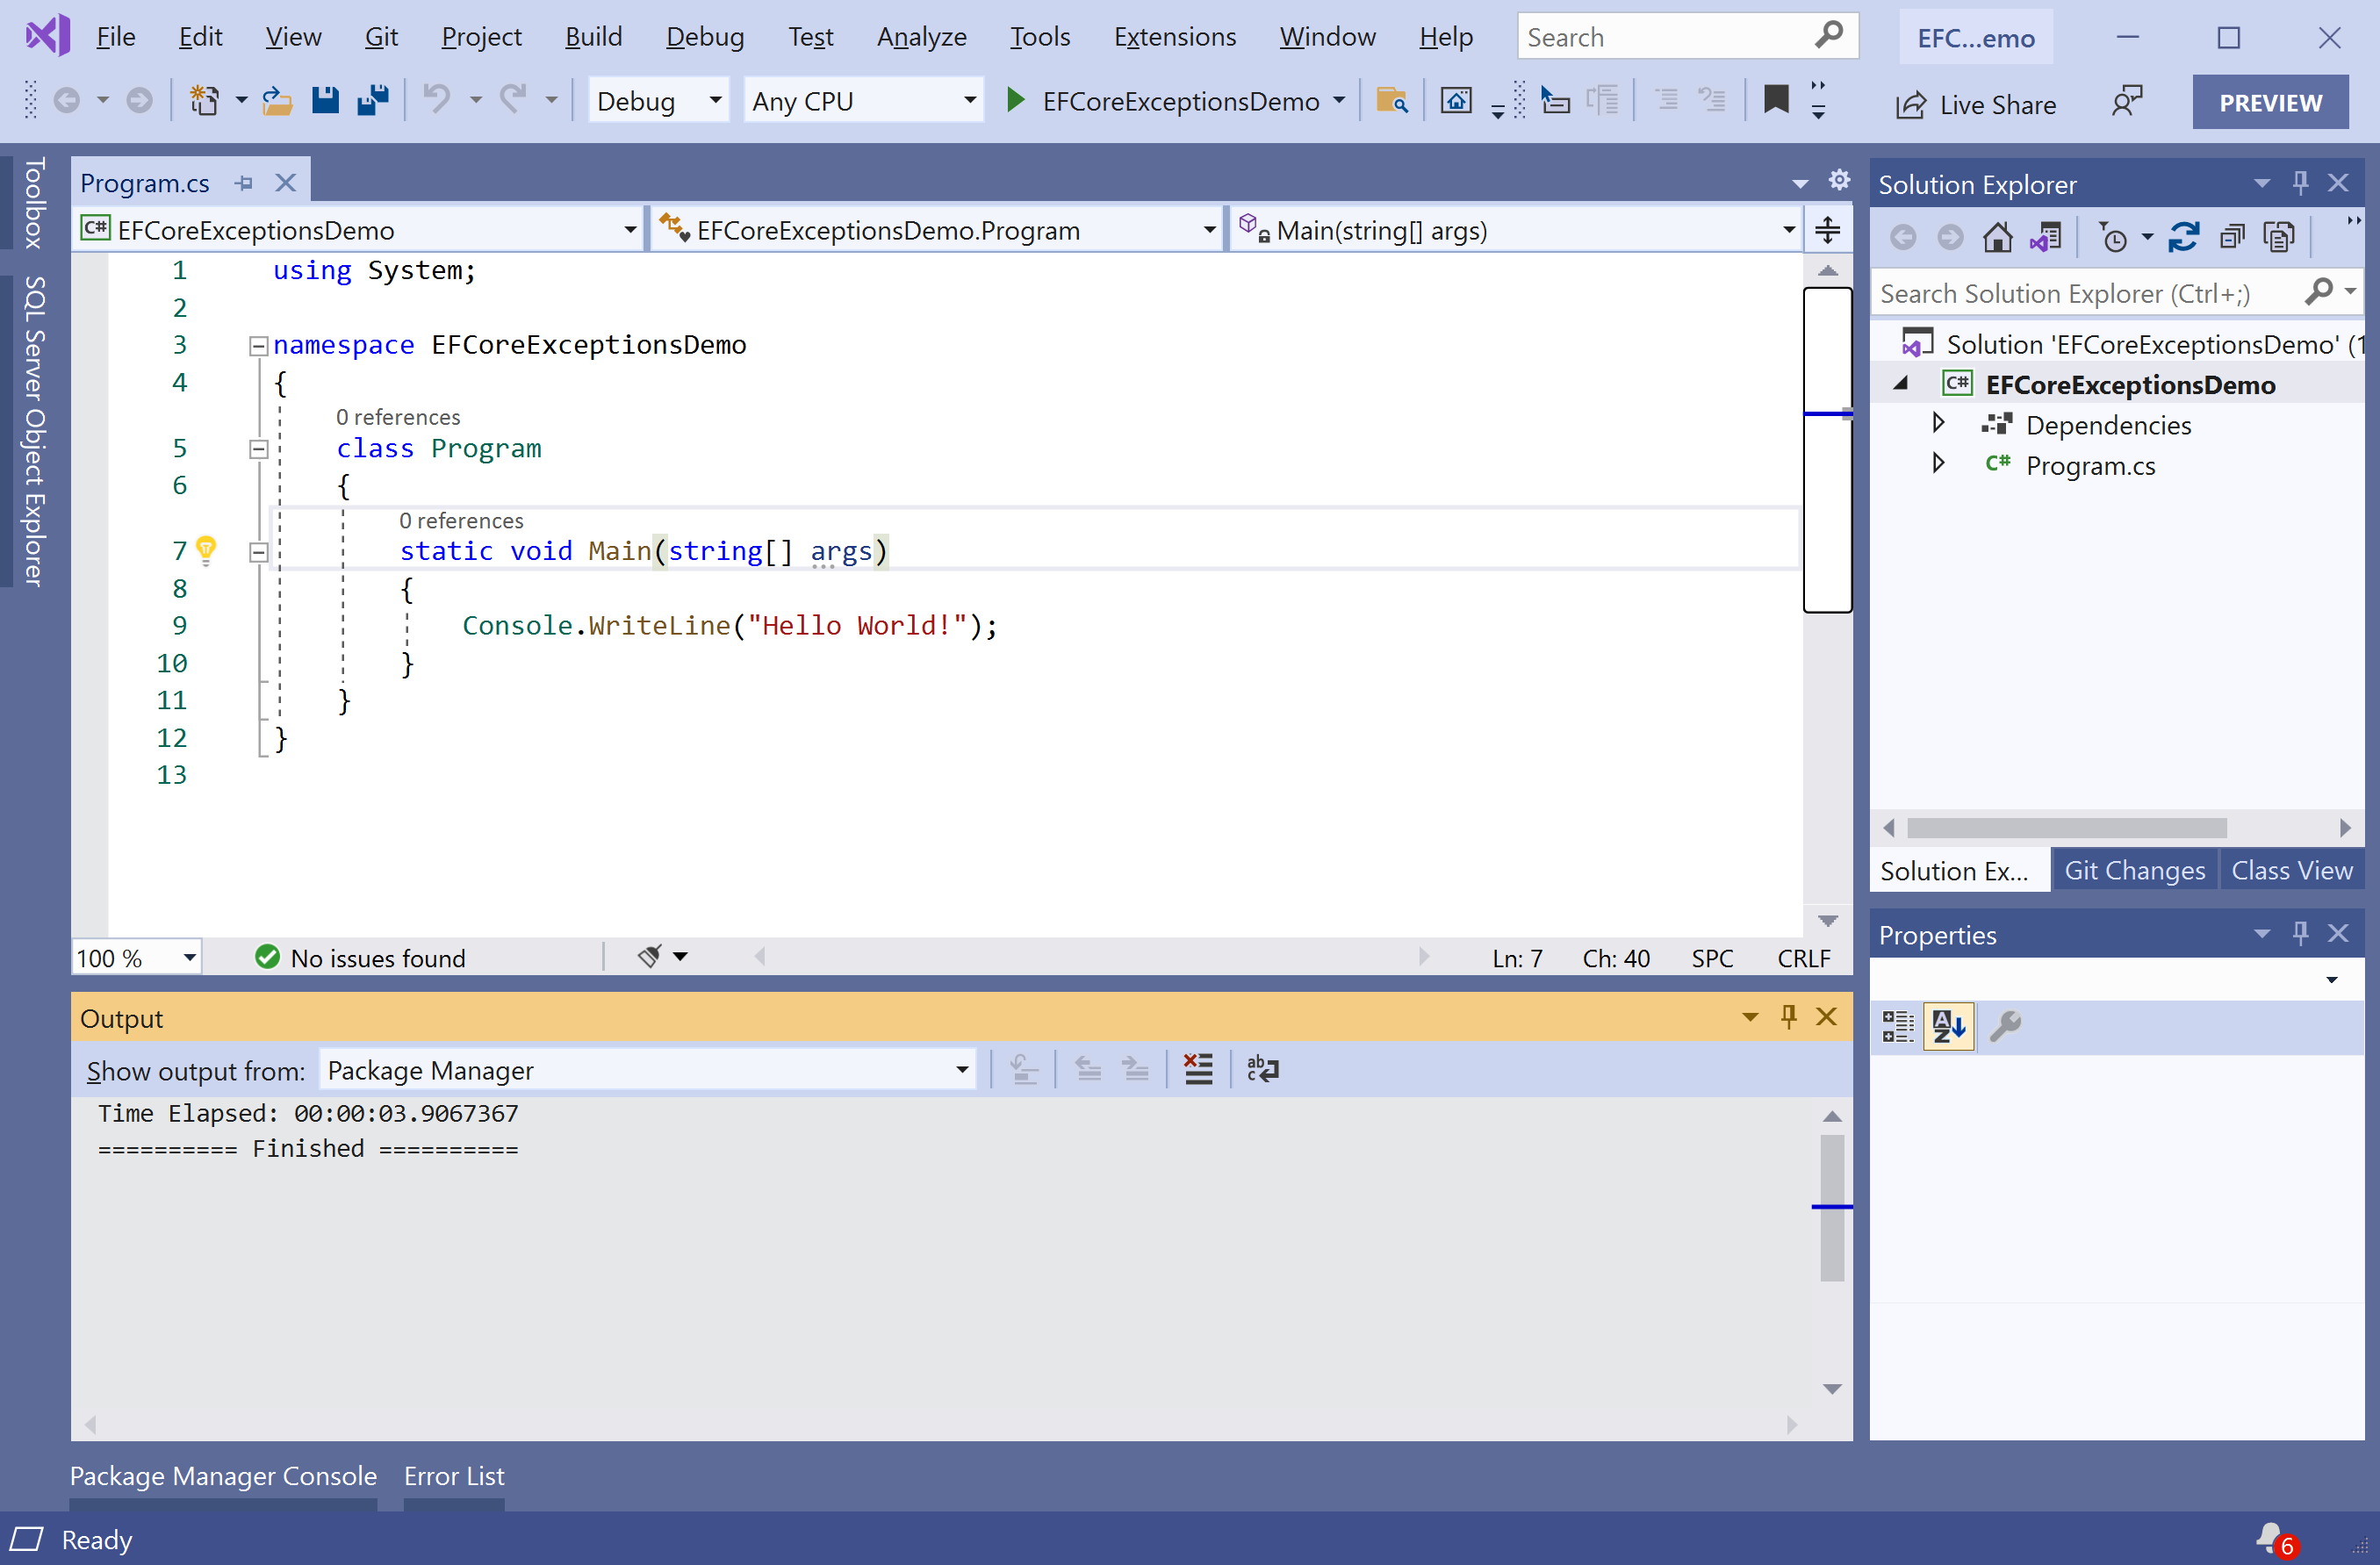 File Edit View Git Project Build Debug Test Analyze Tools Extensions Window Help Search EFC...emo
Debug Any CPU EFCoreExceptionsDemo Live Share PREVIEW
Toolbox
SQL Server Object Explorer
Program.cs
EFCoreExceptionsDemo EFCoreExceptionsDemo.Program Main(string[] args)
1 using System;
2
3 namespace EFCoreExceptionsDemo
4 {
0 references
5 class Program
6 {
0 references
7 static void Main(string[] args)
8 {
9 Console.WriteLine("Hello World!");
10 }
11 }
12 }
13
100 % No issues found Ln: 7 Ch: 40 SPC CRLF
Output
Show output from: Package Manager
Time Elapsed: 00:00:03.9067367
========== Finished ==========
Package Manager Console Error List
Solution Explorer
Search Solution Explorer (Ctrl+;)
Solution 'EFCoreExceptionsDemo' (1
C# EFCoreExceptionsDemo
Dependencies
C# Program.cs
Solution Ex... Git Changes Class View
Properties
Ready 6